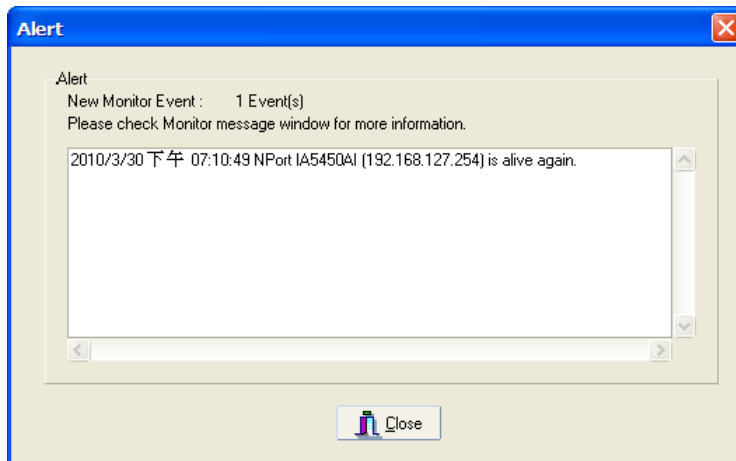 Alert
Alert
New Monitor Event : 1 Event(s)
Please check Monitor message window for more information.
2010/3/30 下午 07:10:49 NPort IA5450AI (192.168.127.254) is alive again.
Close